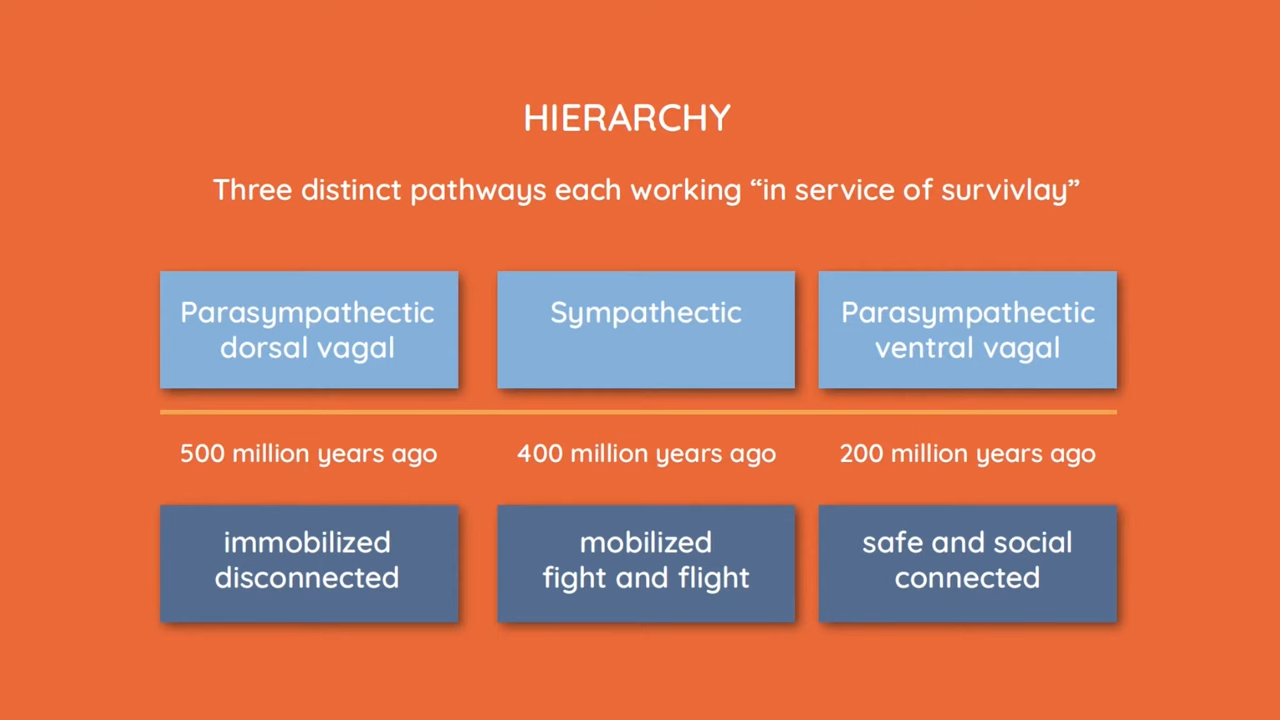 HIERARCHY
Three distinct pathways each working “in service of survivlay”
Parasympathectic
dorsal vagal
Sympathectic
Parasympathectic
ventral vagal
500 million years ago
400 million years ago
200 million years ago
immobilized
disconnected
mobilized
fight and flight
safe and social
connected